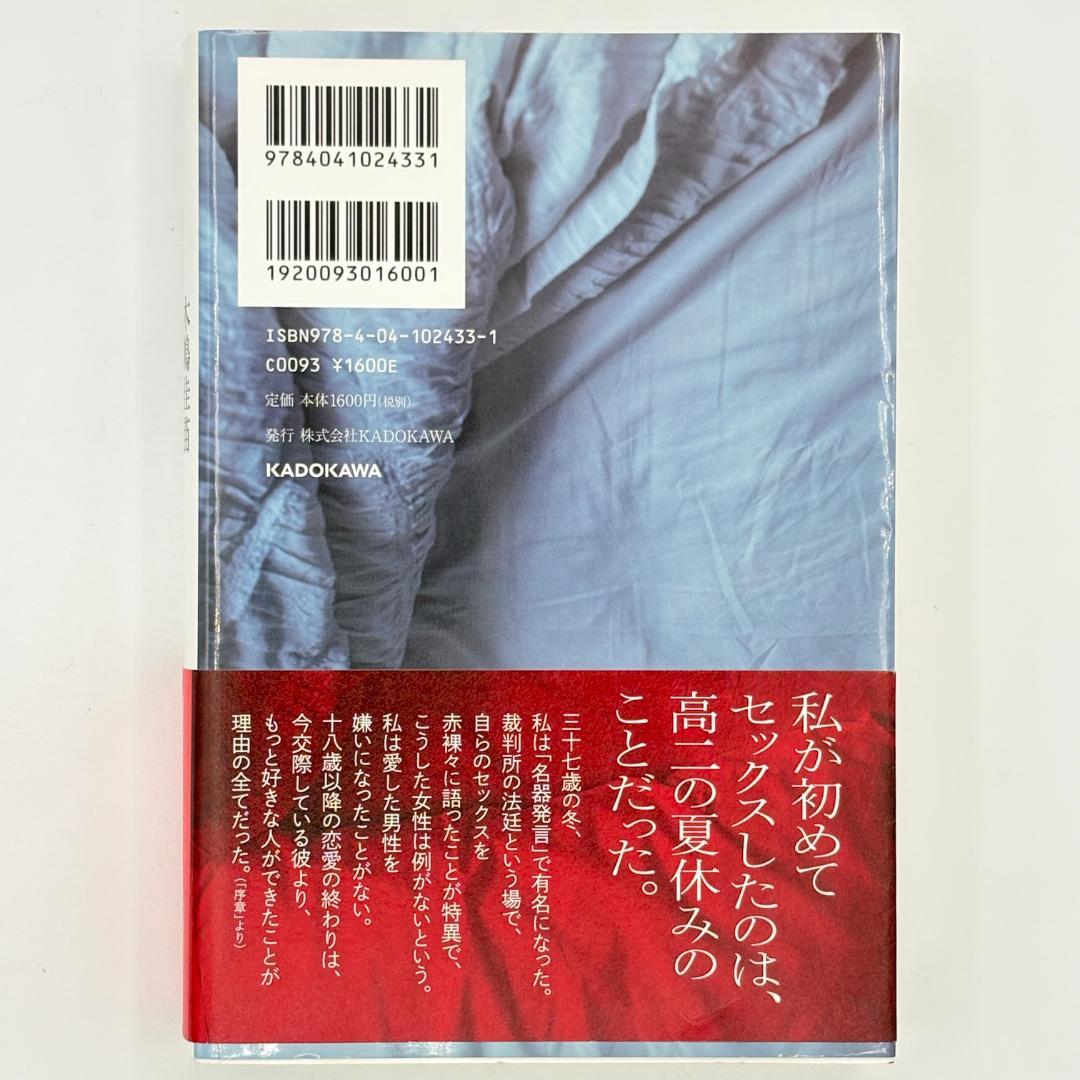 9784041024331
1920093016001
ISBN978-4-04-102433-1
C0093 ¥1600E
定価 本体1600円(税別)
発行 株式会社KADOKAWA
KADOKAWA
木嶋佳苗
私が初めて
セックスしたのは、
高二の夏休みの
ことだった。
三十七歳の冬、
私は「名器発言」で有名になった。
裁判所の法廷という場で、
自らのセックスを
赤裸々に語ったことが特異で、
こうした女性は例がないという。
私は愛した男性を
嫌いになったことがない。
十八歳以降の恋愛の終わりは、
今交際している彼より、
もっと好きな人ができたことが
理由の全てだった。(「序章」より)